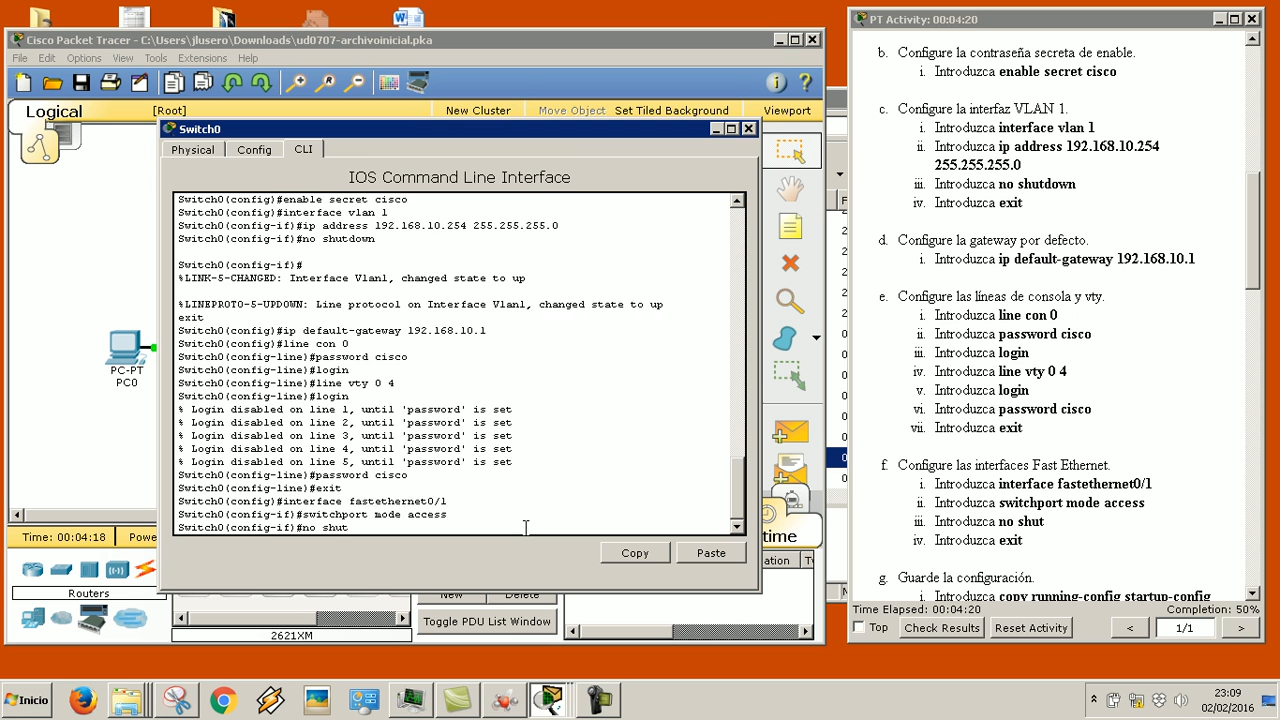 Cisco Packet Tracer - C:\Users\jlusero\Downloads\ud0707-archivoinicial.pka
File Edit Options View Tools Extensions Help
Logical [Root] New Cluster Move Object Set Tiled Background Viewport
Switch0
Physical Config CLI
IOS Command Line Interface
Switch0(config)#enable secret cisco
Switch0(config)#interface vlan 1
Switch0(config-if)#ip address 192.168.10.254 255.255.255.0
Switch0(config-if)#no shutdown
Switch0(config-if)#
%LINK-5-CHANGED: Interface Vlan1, changed state to up
%LINEPROTO-5-UPDOWN: Line protocol on Interface Vlan1, changed state to up
exit
Switch0(config)#ip default-gateway 192.168.10.1
Switch0(config)#line con 0
Switch0(config-line)#password cisco
Switch0(config-line)#login
Switch0(config-line)#line vty 0 4
Switch0(config-line)#login
% Login disabled on line 1, until 'password' is set
% Login disabled on line 2, until 'password' is set
% Login disabled on line 3, until 'password' is set
% Login disabled on line 4, until 'password' is set
% Login disabled on line 5, until 'password' is set
Switch0(config-line)#password cisco
Switch0(config-line)#exit
Switch0(config)#interface fastethernet0/1
Switch0(config-if)#switchport mode access
Switch0(config-if)#no shut
Copy Paste
PC-PT
PC0
Time: 00:04:18 Powe
time
Routers
New Delete
Toggle PDU List Window
2621XM
PT Activity: 00:04:20
b. Configure la contraseña secreta de enable.
i. Introduzca enable secret cisco
c. Configure la interfaz VLAN 1.
i. Introduzca interface vlan 1
ii. Introduzca ip address 192.168.10.254
255.255.255.0
iii. Introduzca no shutdown
iv. Introduzca exit
d. Configure la gateway por defecto.
i. Introduzca ip default-gateway 192.168.10.1
e. Configure las líneas de consola y vty.
i. Introduzca line con 0
ii. Introduzca password cisco
iii. Introduzca login
iv. Introduzca line vty 0 4
v. Introduzca login
vi. Introduzca password cisco
vii. Introduzca exit
f. Configure las interfaces Fast Ethernet.
i. Introduzca interface fastethernet0/1
ii. Introduzca switchport mode access
iii. Introduzca no shut
iv. Introduzca exit
g. Guarde la configuración.
i. Introduzca copy running-config startup-config
Time Elapsed: 00:04:20 Completion: 50%
Top Check Results Reset Activity < 1/1 >
Inicio
23:09
02/02/2016